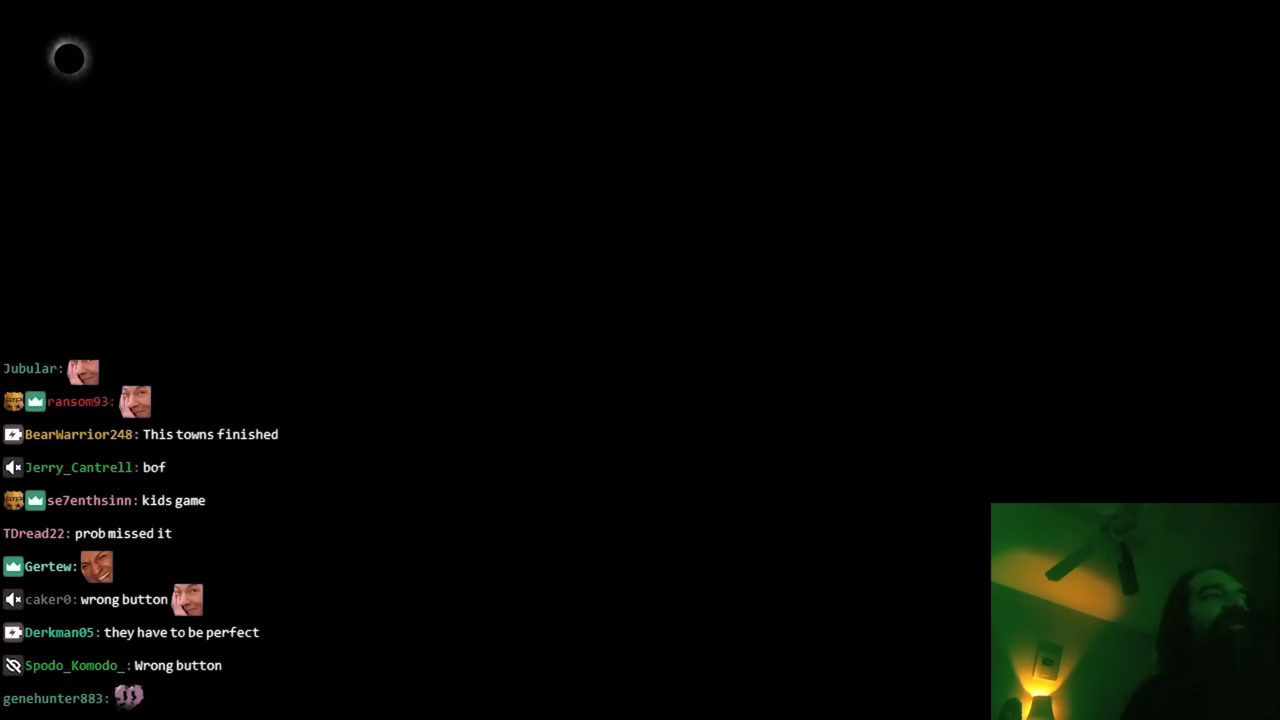 Jubular:
ransom93:
BearWarrior248: This towns finished
Jerry_Cantrell: bof
se7enthsinn: kids game
TDread22: prob missed it
Gertew:
caker0: wrong button
Derkman05: they have to be perfect
Spodo_Komodo_: Wrong button
genehunter883: